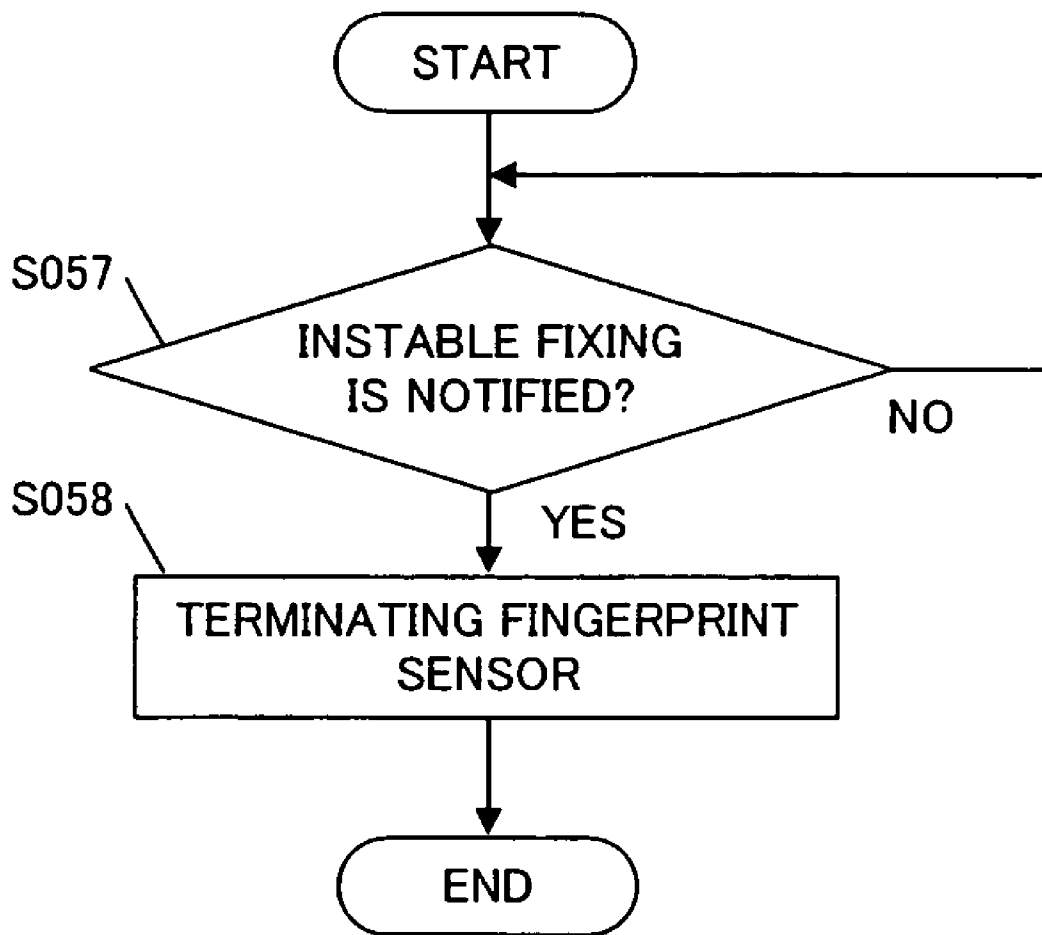 START
S057
INSTABLE FIXING
IS NOTIFIED?
NO
S058
YES
TERMINATING FINGERPRINT
SENSOR
END